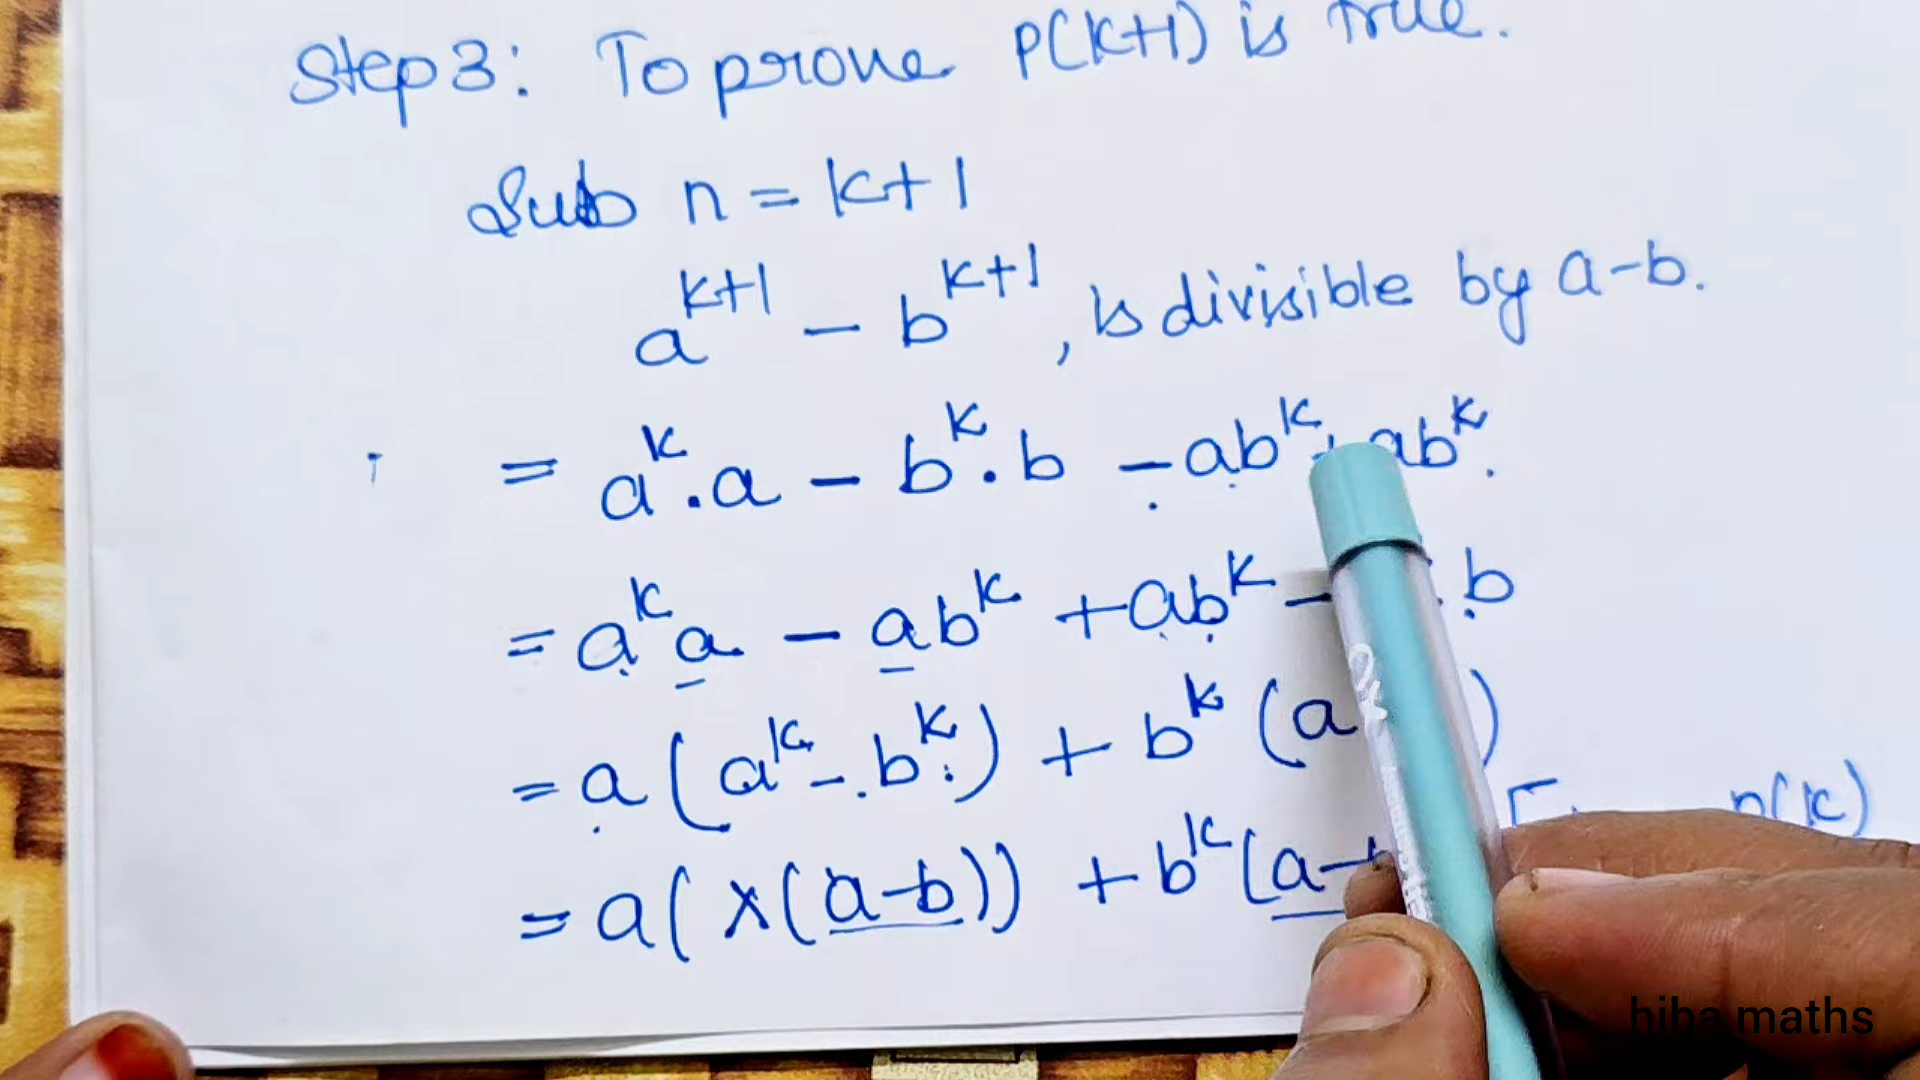 Step 3: To prove P(k+1) is true.
Sub n = k+1
a^{k+1} - b^{k+1}, is divisible by a-b.
= a^k . a - b^k . b - ab^k + ab^k.
= a^k a - ab^k + ab^k - . b
= a ( a^k - b^k ) + b^k ( a )
[ P(k)
= a ( x (a-b)) + b^k (a-
hiba maths